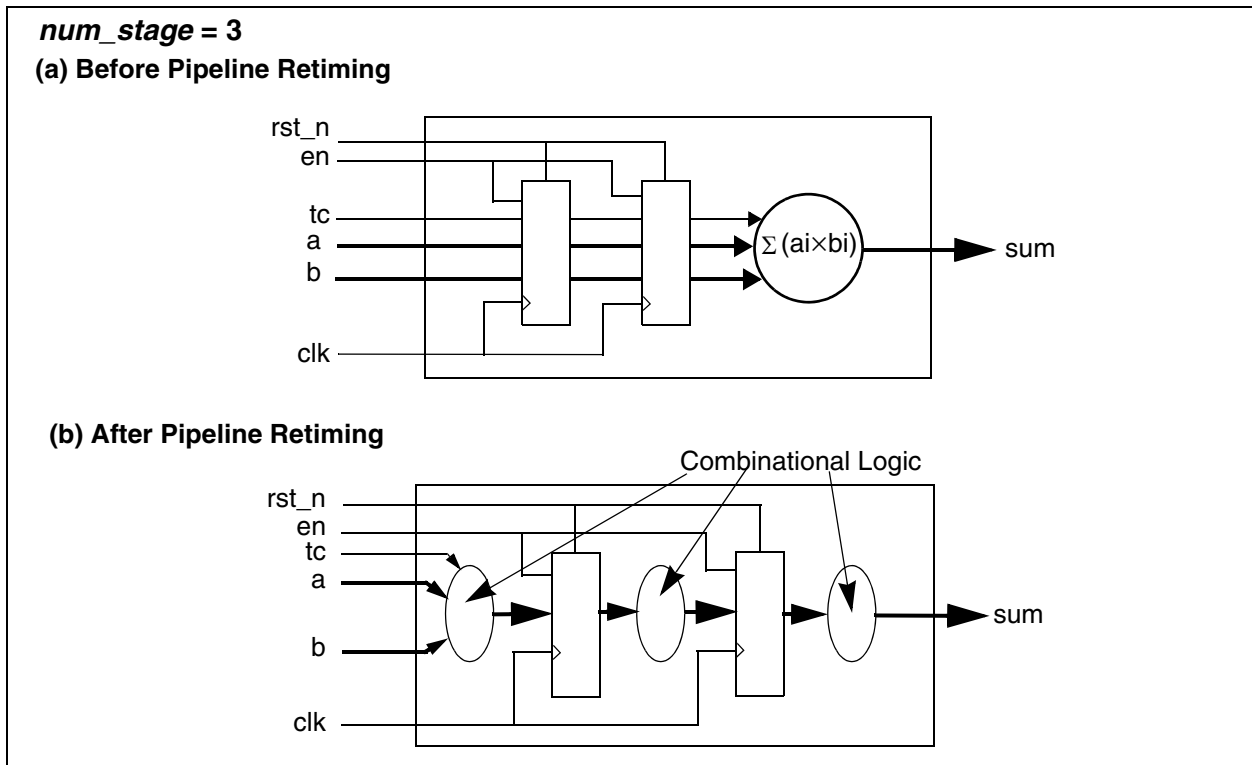 num_stage = 3
(a) Before Pipeline Retiming
rst_n
en
tc
a
b
Σ (ai×bi)
sum
clk
(b) After Pipeline Retiming
Combinational Logic
rst_n
en
tc
a
b
sum
clk